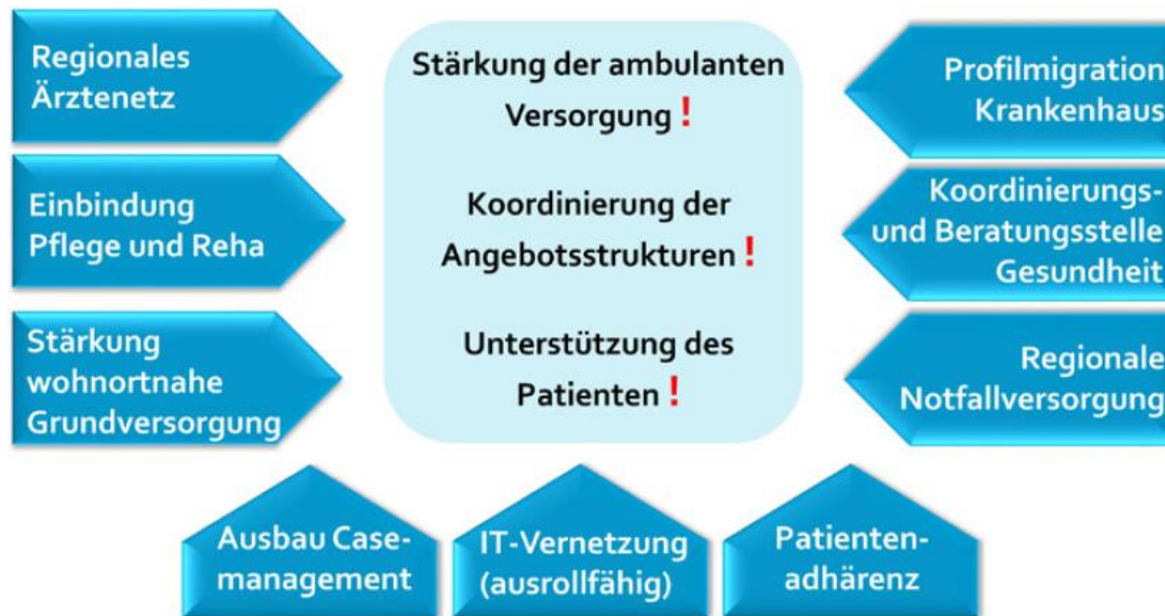 Regionales
Ärztenetz
Einbindung
Pflege und Reha
Stärkung
wohnortnahe
Grundversorgung
Stärkung der ambulanten
Versorgung !
Koordinierung der
Angebotsstrukturen !
Unterstützung des
Patienten !
Profilmigration
Krankenhaus
Koordinierungs-
und Beratungsstelle
Gesundheit
Regionale
Notfallversorgung
Ausbau Case-
management
IT-Vernetzung
(ausrollfähig)
Patienten-
adhärenz